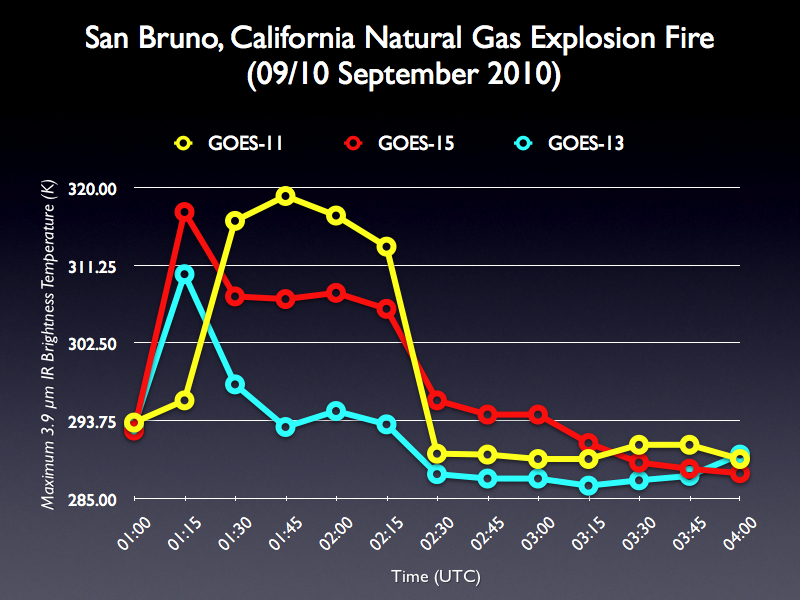 San Bruno, California Natural Gas Explosion Fire
(09/10 September 2010)
GOES-11 GOES-15 GOES-13
Maximum 3.9 µm IR Brightness Temperature (K)
320.00
311.25
302.50
293.75
285.00
01:00 01:15 01:30 01:45 02:00 02:15 02:30 02:45 03:00 03:15 03:30 03:45 04:00
Time (UTC)